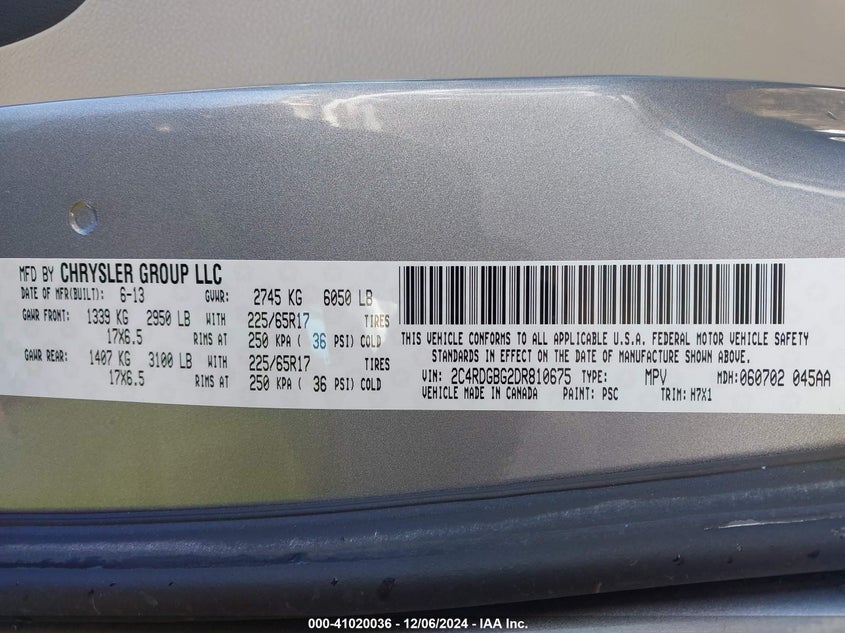 MFD BY CHRYSLER GROUP LLC
DATE OF MFR(BUILT): 6-13 GVWR: 2745 KG 6050 LB
GAWR FRONT: 1339 KG 2950 LB WITH 225/65R17 TIRES
17X6.5 RIMS AT 250 KPA ( 36 PSI) COLD
GAWR REAR: 1407 KG 3100 LB WITH 225/65R17 TIRES
17X6.5 RIMS AT 250 KPA ( 36 PSI) COLD
THIS VEHICLE CONFORMS TO ALL APPLICABLE U.S.A. FEDERAL MOTOR VEHICLE SAFETY
STANDARDS IN EFFECT ON THE DATE OF MANUFACTURE SHOWN ABOVE.
VIN: 2C4RDGBG2DR810675 TYPE: MPV MDH:060702 045AA
VEHICLE MADE IN CANADA PAINT: PSC TRIM: H7X1
000-41020036 - 12/06/2024 - © IAA Inc.